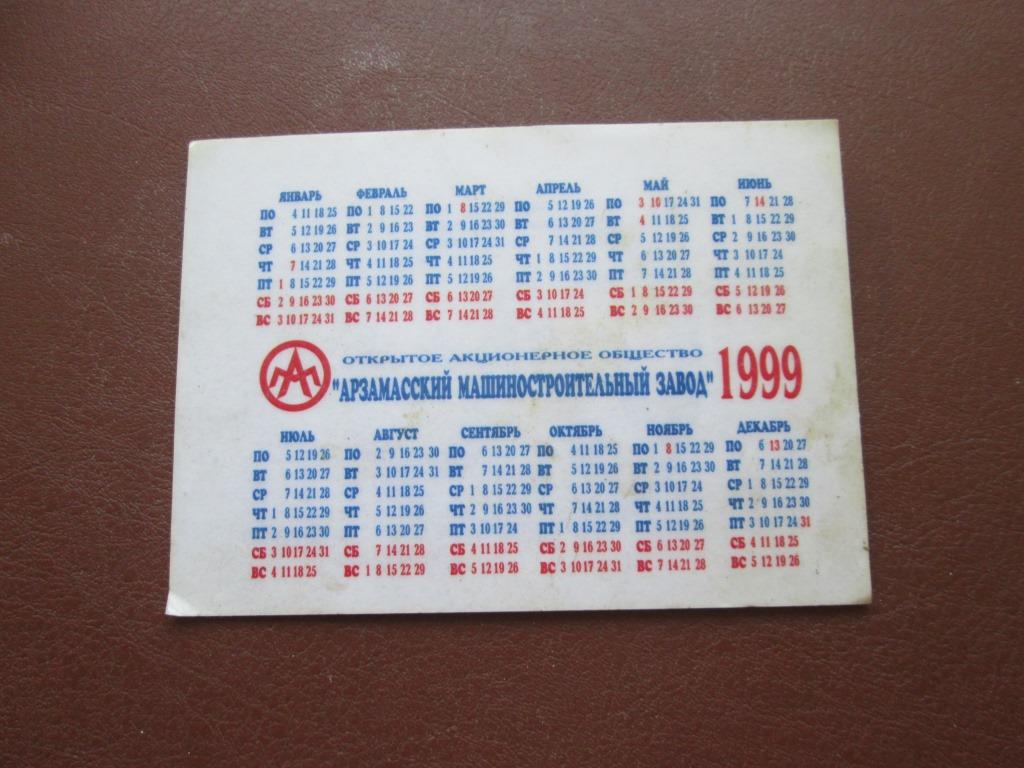 ЯНВАРЬ ФЕВРАЛЬ МАРТ АПРЕЛЬ МАЙ ИЮНЬ
ПО 4 11 18 25 ПО 1 8 15 22 ПО 1 8 15 22 29 ПО 5 12 19 26 ПО 3 10 17 24 31 ПО 7 14 21 28
ВТ 5 12 19 26 ВТ 2 9 16 23 ВТ 2 9 16 23 30 ВТ 6 13 20 27 ВТ 4 11 18 25 ВТ 1 8 15 22 29
СР 6 13 20 27 СР 3 10 17 24 СР 3 10 17 24 31 СР 7 14 21 28 СР 5 12 19 26 СР 2 9 16 23 30
ЧТ 7 14 21 28 ЧТ 4 11 18 25 ЧТ 4 11 18 25 ЧТ 1 8 15 22 29 ЧТ 6 13 20 27 ЧТ 3 10 17 24
ПТ 1 8 15 22 29 ПТ 5 12 19 26 ПТ 5 12 19 26 ПТ 2 9 16 23 30 ПТ 7 14 21 28 ПТ 4 11 18 25
СБ 2 9 16 23 30 СБ 6 13 20 27 СБ 6 13 20 27 СБ 3 10 17 24 СБ 1 8 15 22 29 СБ 5 12 19 26
ВС 3 10 17 24 31 ВС 7 14 21 28 ВС 7 14 21 28 ВС 4 11 18 25 ВС 2 9 16 23 30 ВС 6 13 20 27
ОТКРЫТОЕ АКЦИОНЕРНОЕ ОБЩЕСТВО
"АРЗАМАССКИЙ МАШИНОСТРОИТЕЛЬНЫЙ ЗАВОД" 1999
ИЮЛЬ АВГУСТ СЕНТЯБРЬ ОКТЯБРЬ НОЯБРЬ ДЕКАБРЬ
ПО 5 12 19 26 ПО 2 9 16 23 30 ПО 6 13 20 27 ПО 4 11 18 25 ПО 1 8 15 22 29 ПО 6 13 20 27
ВТ 6 13 20 27 ВТ 3 10 17 24 31 ВТ 7 14 21 28 ВТ 5 12 19 26 ВТ 2 9 16 23 30 ВТ 7 14 21 28
СР 7 14 21 28 СР 4 11 18 25 СР 1 8 15 22 29 СР 6 13 20 27 СР 3 10 17 24 СР 1 8 15 22 29
ЧТ 1 8 15 22 29 ЧТ 5 12 19 26 ЧТ 2 9 16 23 30 ЧТ 7 14 21 28 ЧТ 4 11 18 25 ЧТ 2 9 16 23 30
ПТ 2 9 16 23 30 ПТ 6 13 20 27 ПТ 3 10 17 24 ПТ 1 8 15 22 29 ПТ 5 12 19 26 ПТ 3 10 17 24 31
СБ 3 10 17 24 31 СБ 7 14 21 28 СБ 4 11 18 25 СБ 2 9 16 23 30 СБ 6 13 20 27 СБ 4 11 18 25
ВС 4 11 18 25 ВС 1 8 15 22 29 ВС 5 12 19 26 ВС 3 10 17 24 31 ВС 7 14 21 28 ВС 5 12 19 26